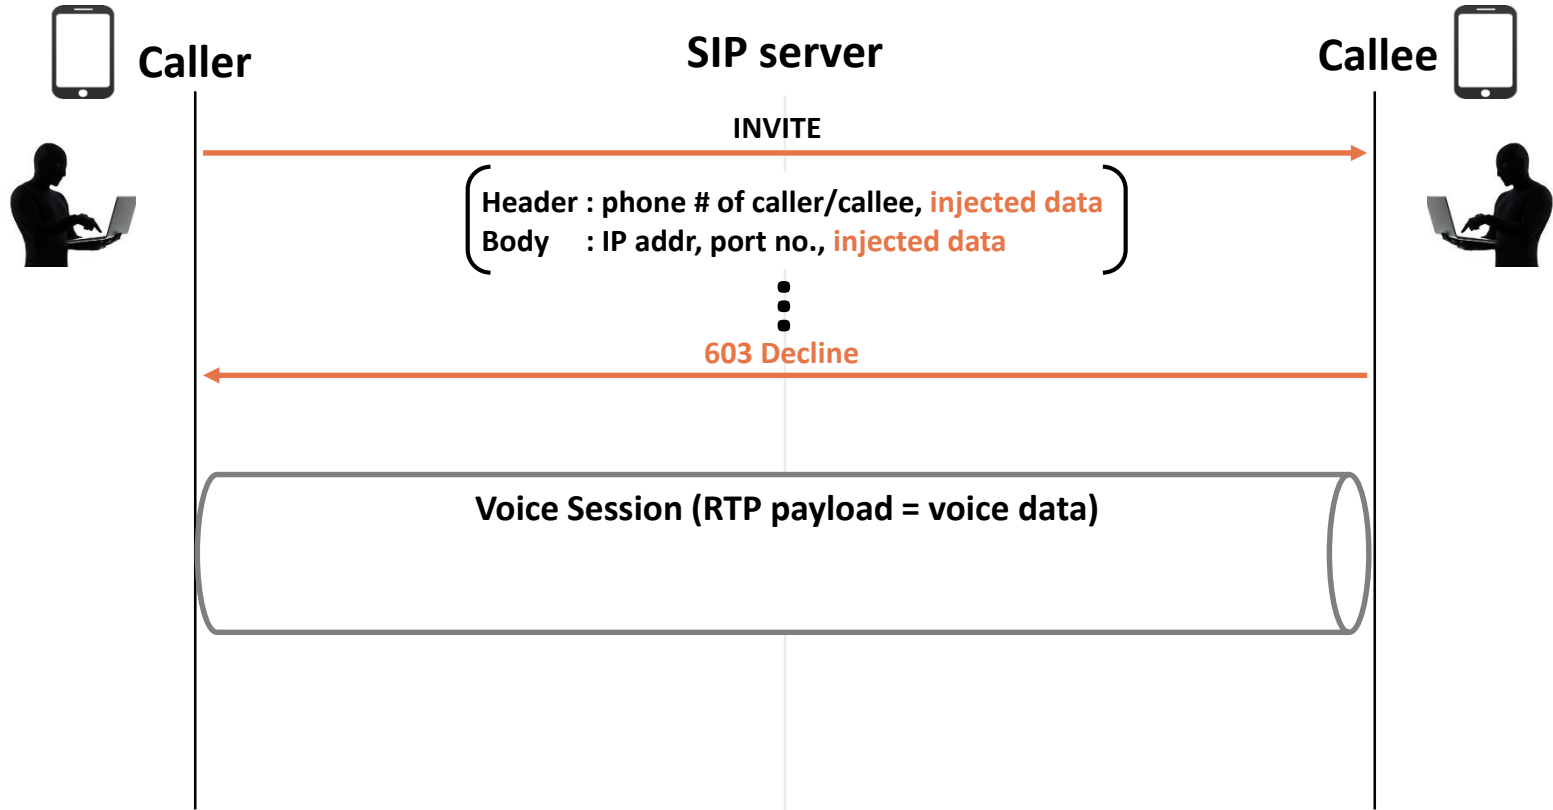 Caller
SIP server
Callee
INVITE
Header : phone # of caller/callee, injected data
Body : IP addr, port no., injected data
603 Decline
Voice Session (RTP payload = voice data)